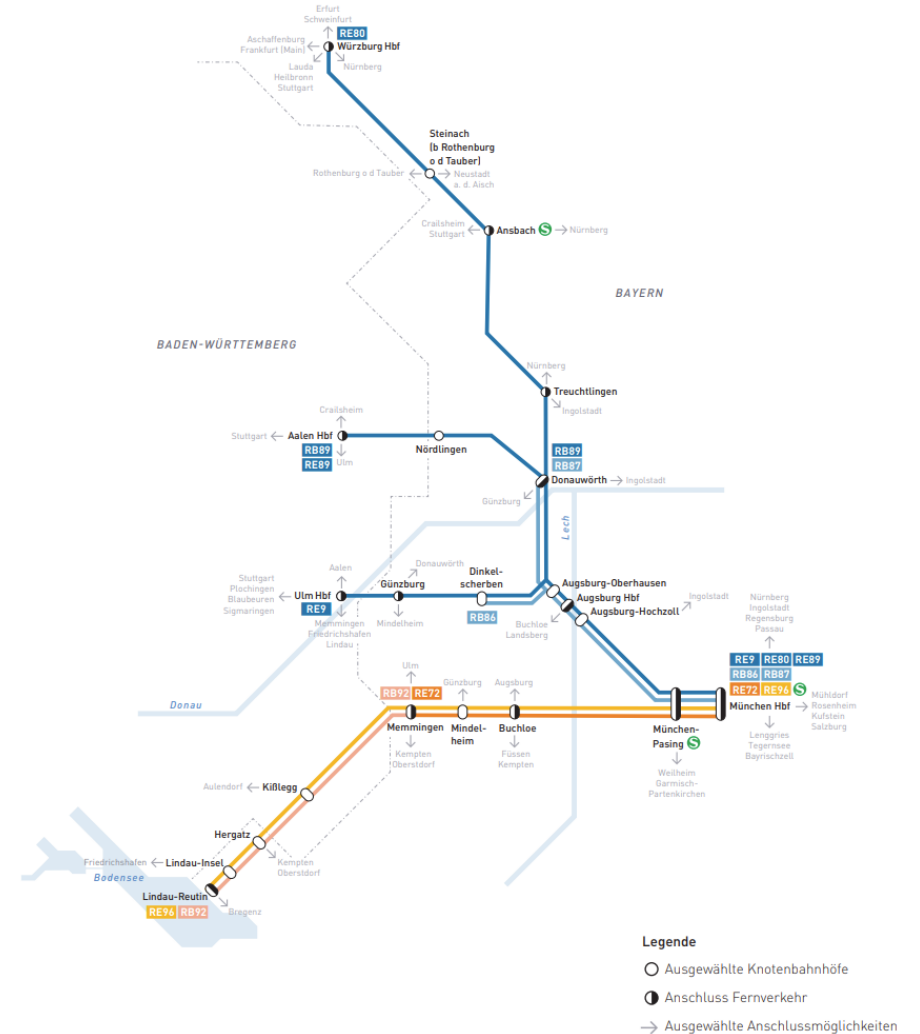 Erfurt
Schweinfurt
RE80
Aschaffenburg
Frankfurt (Main)
Würzburg Hbf
Lauda
Heilbronn
Stuttgart
Nürnberg
Steinach
(b Rothenburg
o d Tauber)
Rothenburg o d Tauber
Neustadt
a. d. Aisch
Crailsheim
Stuttgart
Ansbach S
Nürnberg
BAYERN
BADEN-WÜRTTEMBERG
Nürnberg
Treuchtlingen
Ingolstadt
Crailsheim
Stuttgart
Aalen Hbf
RB89
RE89
Ulm
Nördlingen
RB89
RB87
Donauwörth
Ingolstadt
Günzburg
Lech
Aalen
Donauwörth
Stuttgart
Plochingen
Blaubeuren
Sigmaringen
Ulm Hbf
RE9
Memmingen
Friedrichshafen
Lindau
Günzburg
Mindelheim
Dinkel-
scherben
RB86
Augsburg-Oberhausen
Augsburg Hbf
Augsburg-Hochzoll
Ingolstadt
Buchloe
Landsberg
Nürnberg
Ingolstadt
Regensburg
Passau
RE9 RE80 RE89
RB86 RB87
RE72 RE96 S
München Hbf
Mühldorf
Rosenheim
Kufstein
Salzburg
Lenggries
Tegernsee
Bayrischzell
Donau
Ulm
RB92 RE72
Memmingen
Kempten
Oberstdorf
Günzburg
Mindel-
heim
Augsburg
Buchloe
Füssen
Kempten
München-
Pasing S
Weilheim
Garmisch-
Partenkirchen
Aulendorf
Kißlegg
Hergatz
Kempten
Oberstdorf
Friedrichshafen
Lindau-Insel
Bodensee
Lindau-Reutin
RE96 RB92
Bregenz
Legende
Ausgewählte Knotenbahnhöfe
Anschluss Fernverkehr
Ausgewählte Anschlussmöglichkeiten